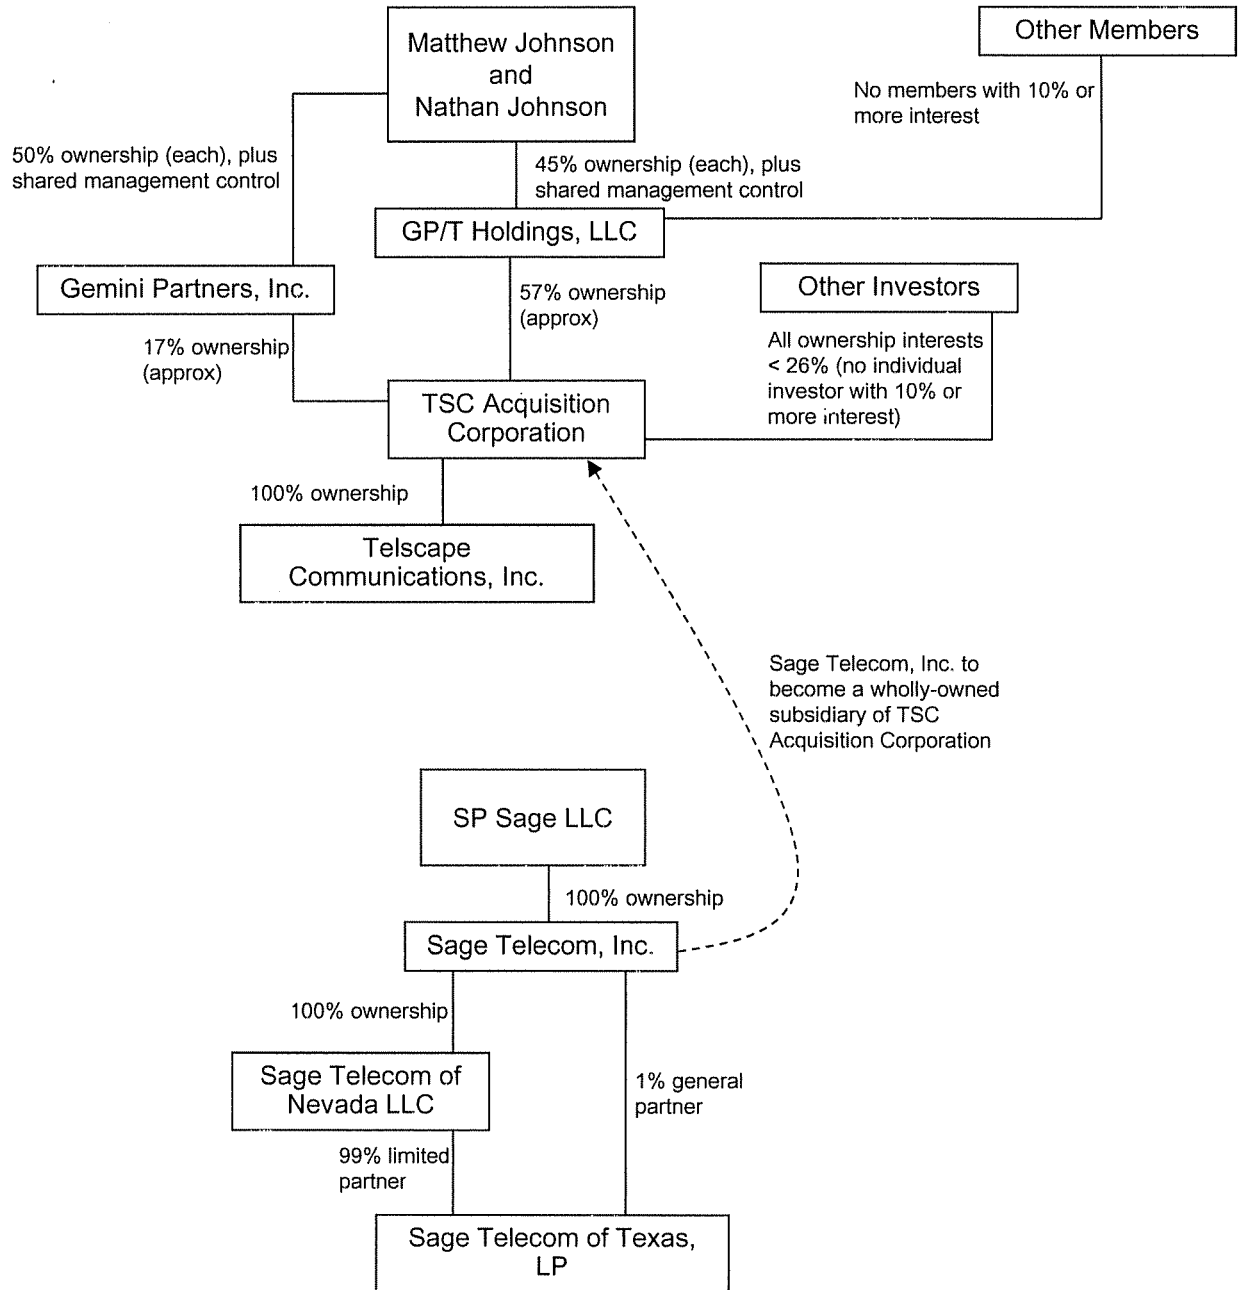 Matthew Johnson
and
Nathan Johnson
Other Members
No members with 10% or
more interest
50% ownership (each), plus
shared management control
45% ownership (each), plus
shared management control
GP/T Holdings, LLC
Gemini Partners, Inc.
57% ownership
(approx)
Other Investors
17% ownership
(approx)
All ownership interests
< 26% (no individual
investor with 10% or
more interest)
TSC Acquisition
Corporation
100% ownership
Telscape
Communications, Inc.
Sage Telecom, Inc. to
become a wholly-owned
subsidiary of TSC
Acquisition Corporation
SP Sage LLC
100% ownership
Sage Telecom, Inc.
100% ownership
Sage Telecom of
Nevada LLC
1% general
partner
99% limited
partner
Sage Telecom of Texas,
LP